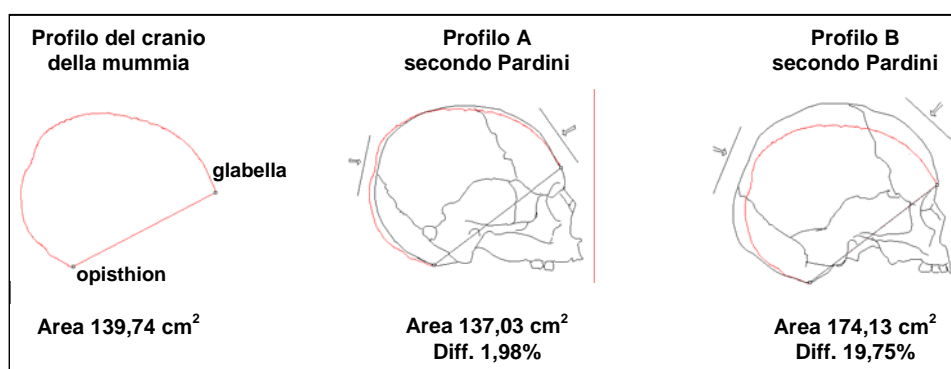 Profilo del cranio
della mummia
glabella
opisthion
Area 139,74 cm²
Profilo A
secondo Pardini
Area 137,03 cm²
Diff. 1,98%
Profilo B
secondo Pardini
Area 174,13 cm²
Diff. 19,75%